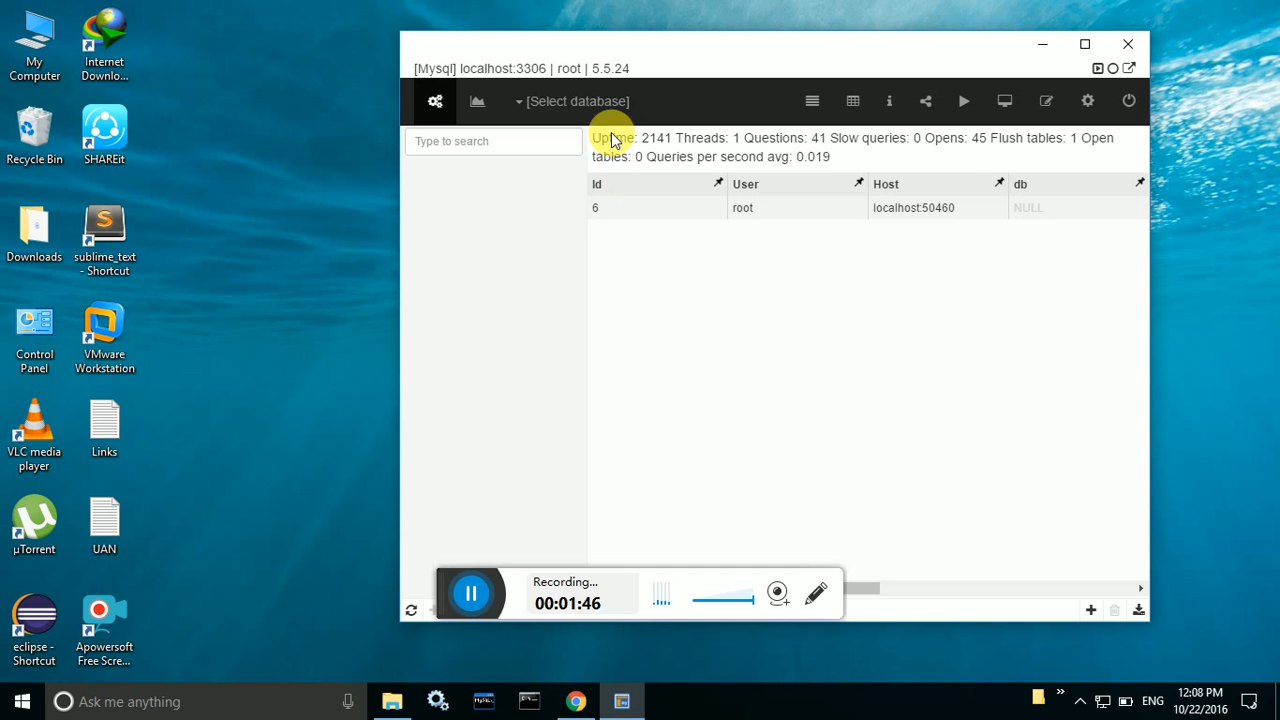 My
Computer
Internet
Downlo...
Recycle Bin
SHAREit
Downloads
sublime_text
- Shortcut
Control
Panel
VMware
Workstation
VLC media
player
Links
µTorrent
UAN
eclipse -
Shortcut
Apowersoft
Free Scre...
[Mysql] localhost:3306 | root | 5.5.24
[Select database]
Type to search
Uptime: 2141 Threads: 1 Questions: 41 Slow queries: 0 Opens: 45 Flush tables: 1 Open
tables: 0 Queries per second avg: 0.019
Id User Host db
6 root localhost:50460 NULL
Recording...
00:01:46
Ask me anything
ENG
12:08 PM
10/22/2016